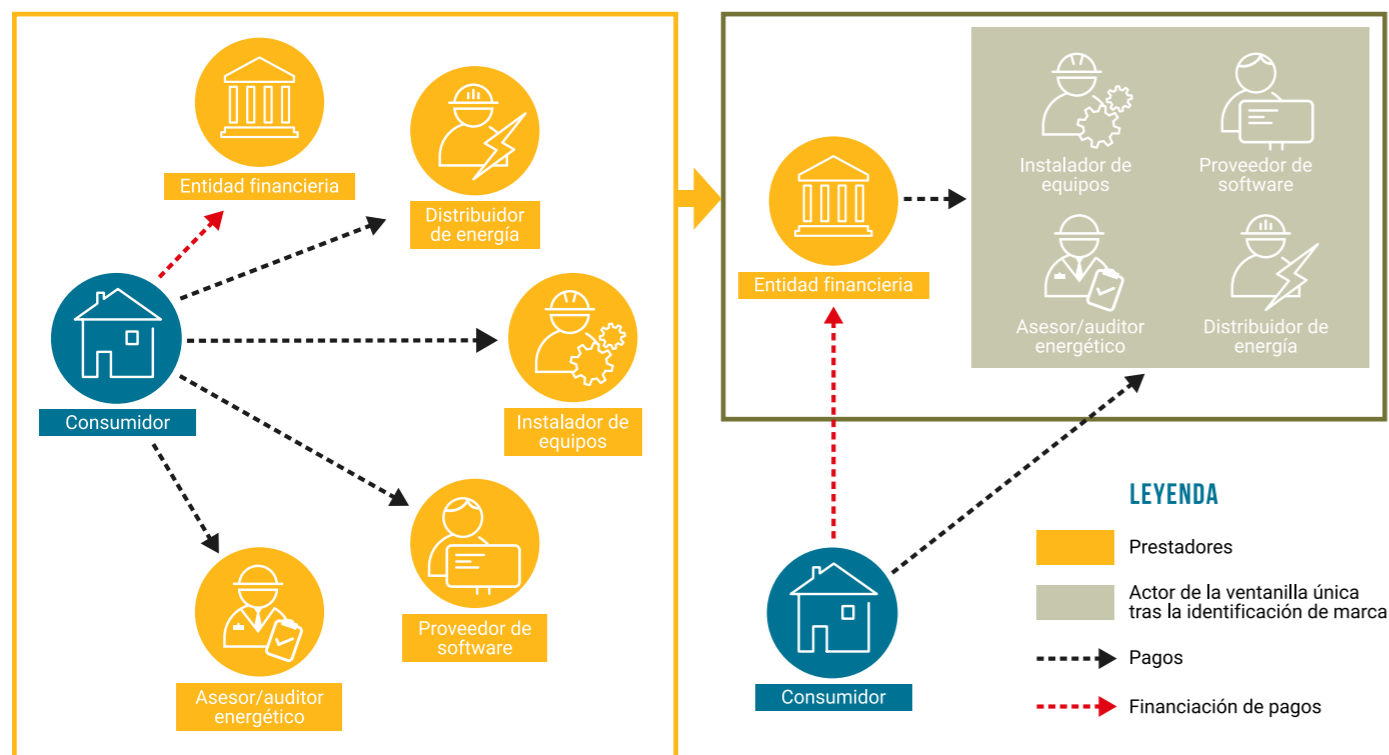 Entidad financieria
Distribuidor
de energía
Consumidor
Instalador de
equipos
Proveedor de
software
Asesor/auditor
energético
Entidad financieria
Instalador de
equipos
Proveedor de
software
Asesor/auditor
energético
Distribuidor de
energía
Consumidor
LEYENDA
Prestadores
Actor de la ventanilla única
tras la identificación de marca
Pagos
Financiación de pagos